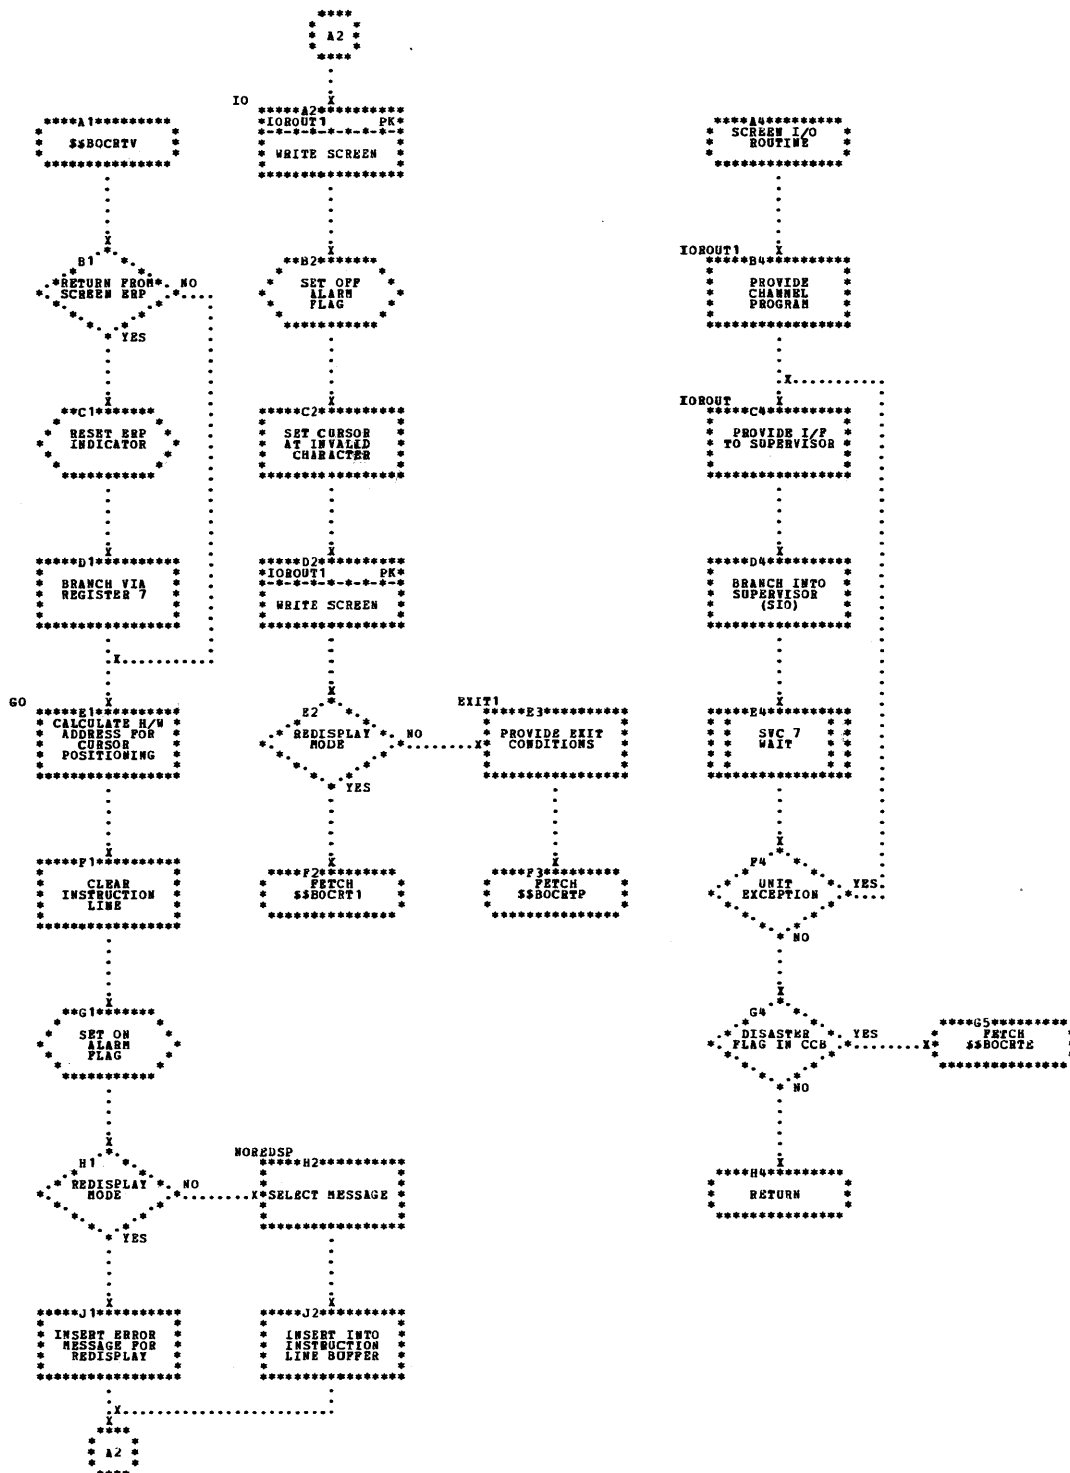 A2
IO
A2
IOROUT1 PK
WRITE SCREEN
A1
$$BOCRTV
A4
SCREEN I/O
ROUTINE
B1
RETURN FROM
SCREEN ERP
NO
YES
B2
SET OFF
ALARM
FLAG
IOROUT1
B4
PROVIDE
CHANNEL
PROGRAM
C1
RESET ERP
INDICATOR
C2
SET CURSOR
AT INVALID
CHARACTER
IOROUT
C4
PROVIDE I/F
TO SUPERVISOR
D1
BRANCH VIA
REGISTER 7
D2
IOROUT1 PK
WRITE SCREEN
D4
BRANCH INTO
SUPERVISOR
(SIO)
GO
E1
CALCULATE H/W
ADDRESS FOR
CURSOR
POSITIONING
E2
REDISPLAY
MODE
NO
YES
EXIT1
E3
PROVIDE EXIT
CONDITIONS
E4
SVC 7
WAIT
F1
CLEAR
INSTRUCTION
LINE
F2
FETCH
$$BOCRT1
F3
FETCH
$$BOCRTP
F4
UNIT
EXCEPTION
YES
NO
G1
SET ON
ALARM
FLAG
G4
DISASTER
FLAG IN CCB
YES
NO
G5
FETCH
$$BOCRTE
H1
REDISPLAY
MODE
NO
YES
NOREDSP
H2
SELECT MESSAGE
H4
RETURN
J1
INSERT ERROR
MESSAGE FOR
REDISPLAY
J2
INSERT INTO
INSTRUCTION
LINE BUFFER
A2